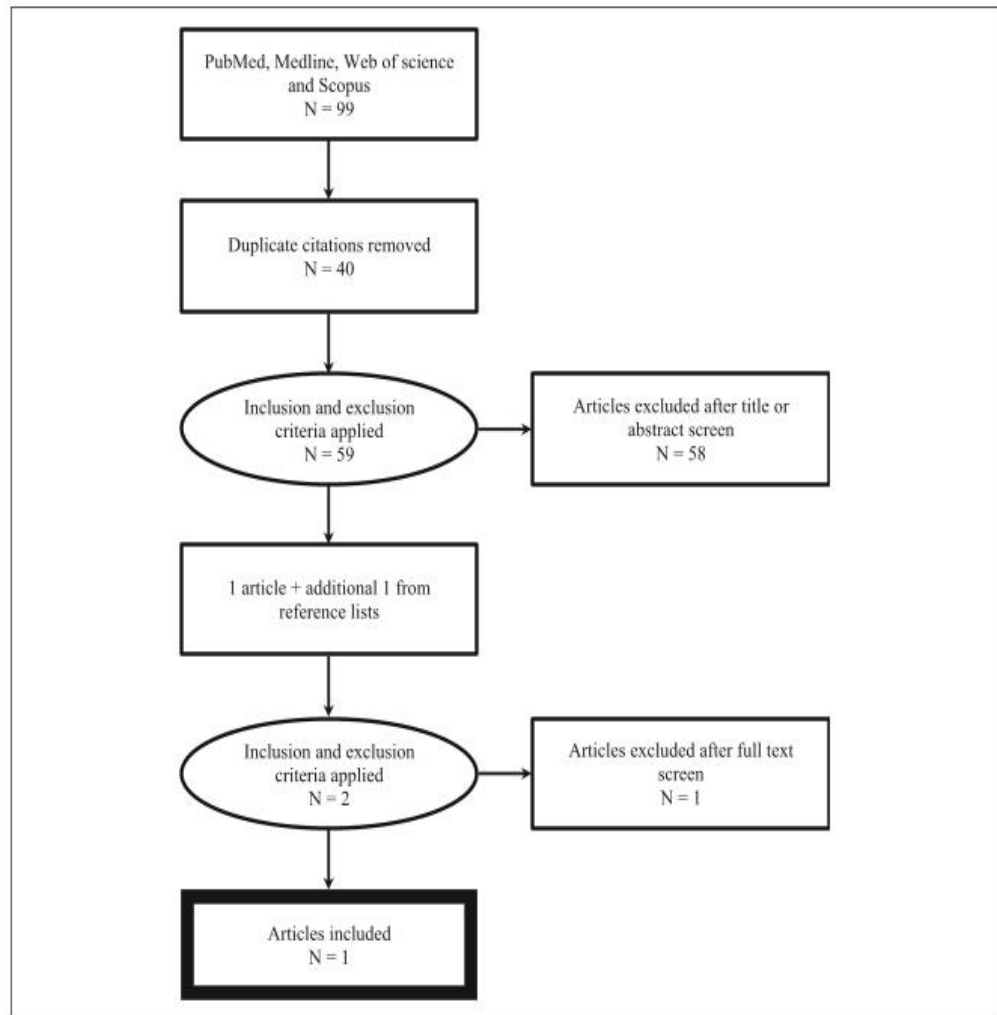 PubMed, Medline, Web of science
and Scopus
N = 99
Duplicate citations removed
N = 40
Inclusion and exclusion
criteria applied
N = 59
Articles excluded after title or
abstract screen
N = 58
1 article + additional 1 from
reference lists
Inclusion and exclusion
criteria applied
N = 2
Articles excluded after full text
screen
N = 1
Articles included
N = 1